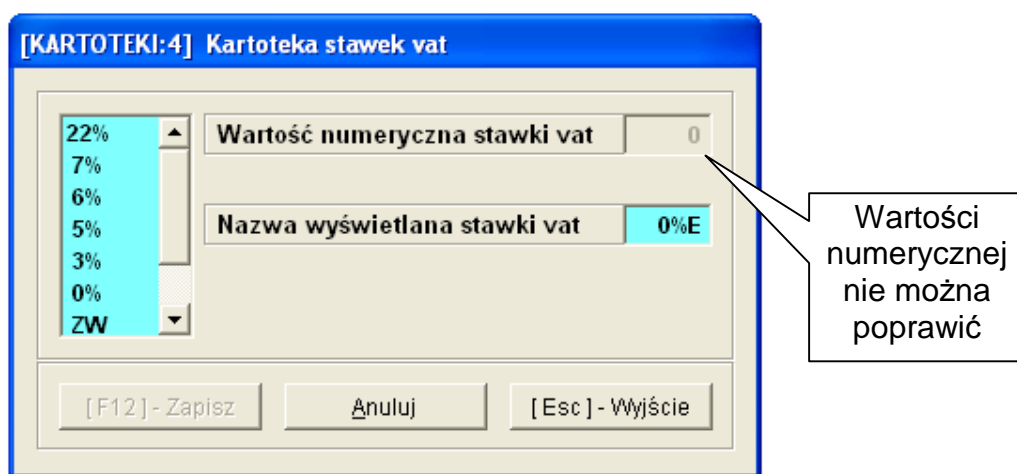 [KARTOTEKI:4] Kartoteka stawek vat
22%
7%
6%
5%
3%
0%
ZW
Wartość numeryczna stawki vat 0
Nazwa wyświetlana stawki vat 0%E
Wartości
numerycznej
nie można
poprawić
[F12] - Zapisz Anuluj [Esc] - Wyjście